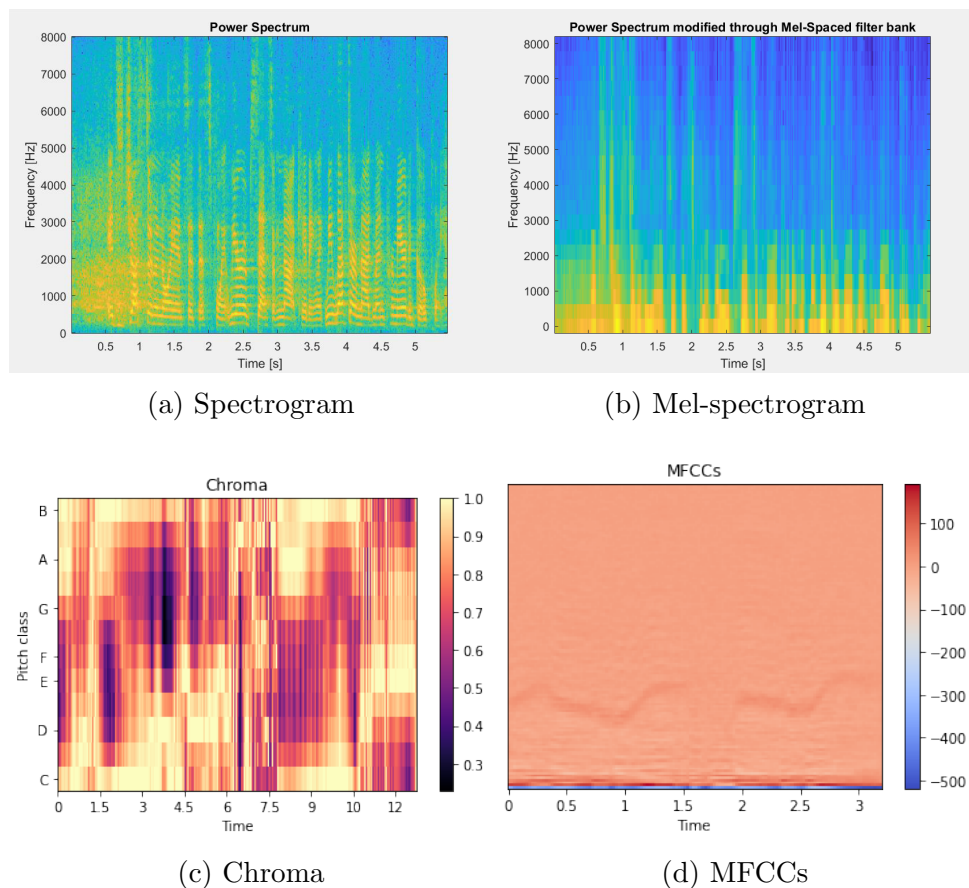 Power Spectrum
8000
7000
6000
5000
4000
3000
2000
1000
0
Frequency [Hz]
0.5 1 1.5 2 2.5 3 3.5 4 4.5 5
Time [s]
(a) Spectrogram
Power Spectrum modified through Mel-Spaced filter bank
8000
7000
6000
5000
4000
3000
2000
1000
0
Frequency [Hz]
0.5 1 1.5 2 2.5 3 3.5 4 4.5 5
Time [s]
(b) Mel-spectrogram
Chroma
B
A
G
F
E
D
C
Pitch class
0 1.5 3 4.5 6 7.5 9 10 12
Time
1.0
0.9
0.8
0.7
0.6
0.5
0.4
0.3
(c) Chroma
MFCCs
0 0.5 1 1.5 2 2.5 3
Time
100
0
−100
−200
−300
−400
−500
(d) MFCCs